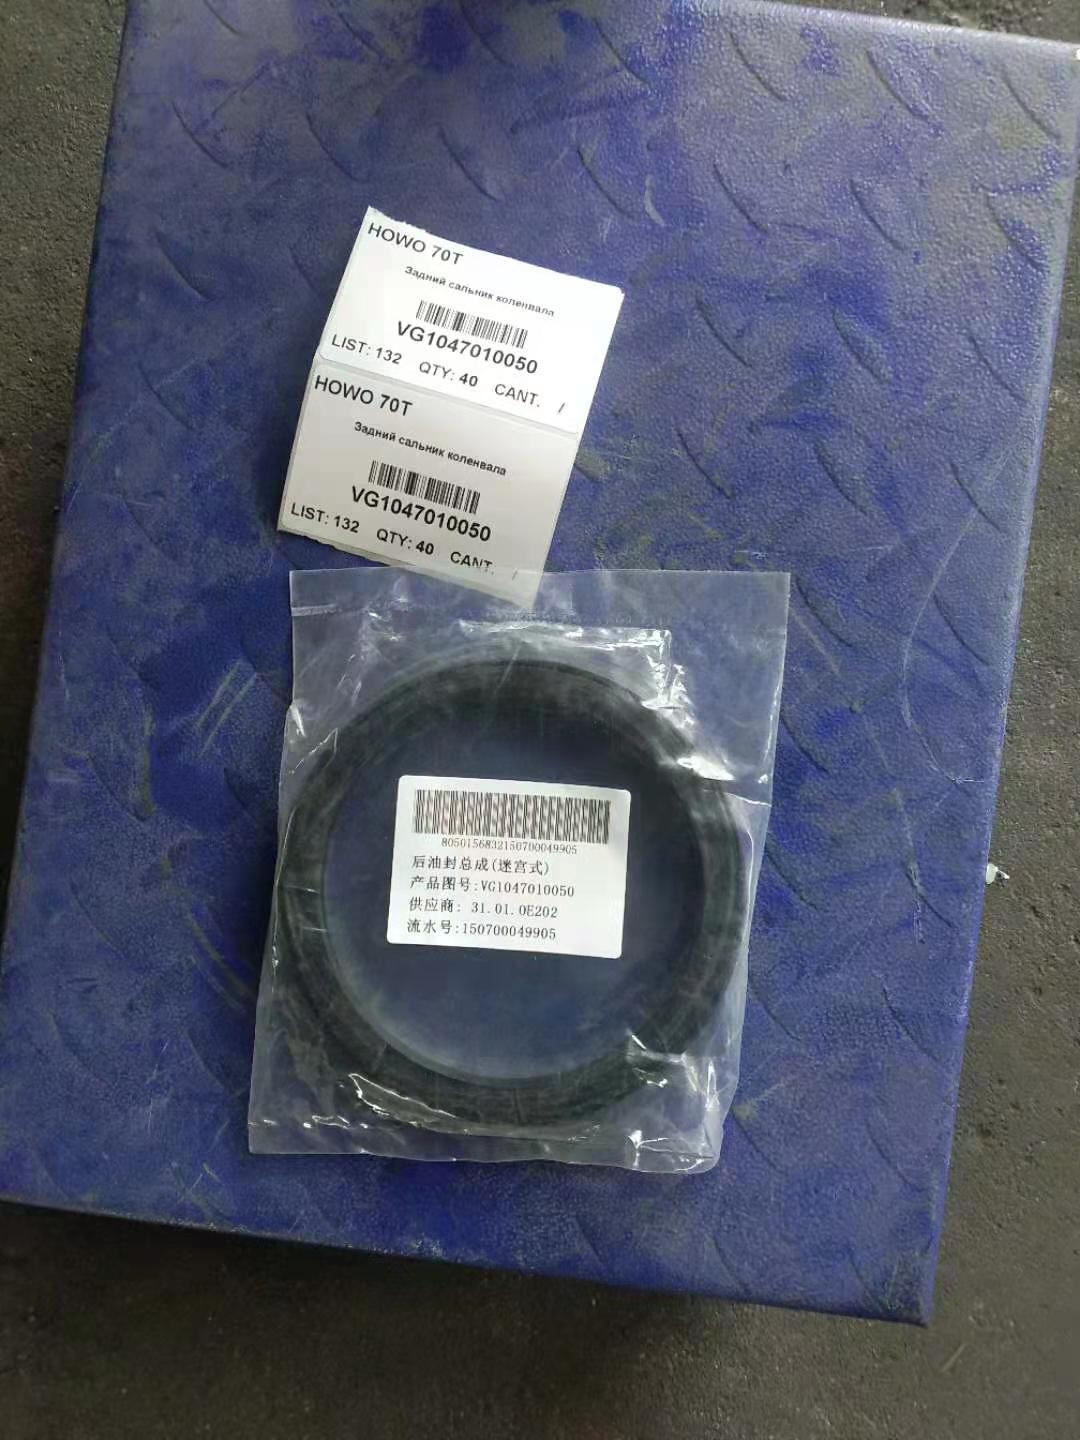 HOWO 70T
Задний сальник коленвала
VG1047010050
LIST: 132 QTY: 40 CANT. /
HOWO 70T
Задний сальник коленвала
VG1047010050
LIST: 132 QTY: 40 CANT. /
8050156832150700049905
后油封总成(迷宫式)
产品图号:VG1047010050
供应商: 31.01.0E202
流水号:150700049905